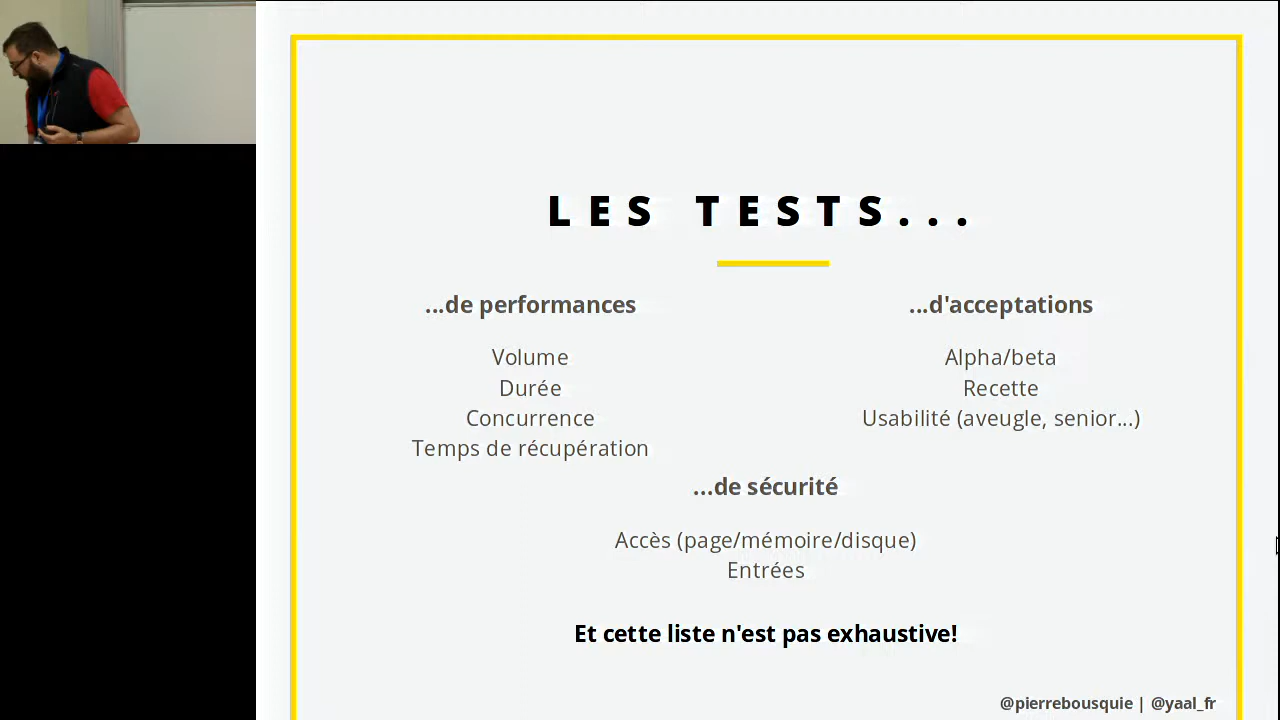 LES TESTS...
...de performances
Volume
Durée
Concurrence
Temps de récupération
...d'acceptations
Alpha/beta
Recette
Usabilité (aveugle, senior...)
...de sécurité
Accès (page/mémoire/disque)
Entrées
Et cette liste n'est pas exhaustive!
@pierrebousquie | @yaal_fr